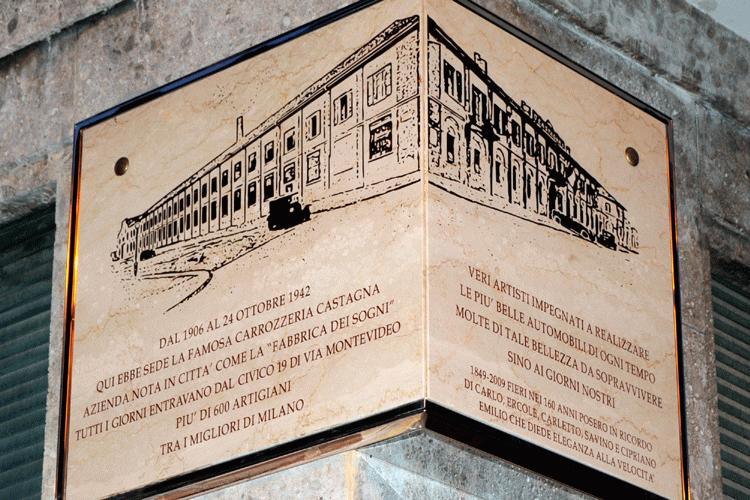 DAL 1906 AL 24 OTTOBRE 1942
QUI EBBE SEDE LA FAMOSA CARROZZERIA CASTAGNA
AZIENDA NOTA IN CITTA' COME LA "FABBRICA DEI SOGNI"
TUTTI I GIORNI ENTRAVANO DAL CIVICO 19 DI VIA MONTEVIDEO
PIU' DI 600 ARTIGIANI
TRA I MIGLIORI DI MILANO
VERI ARTISTI IMPEGNATI A REALIZZARE
LE PIU' BELLE AUTOMOBILI DI OGNI TEMPO
MOLTE DI TALE BELLEZZA DA SOPRAVVIVERE
SINO AI GIORNI NOSTRI
1849-2009 FIERI NEI 160 ANNI POSERO IN RICORDO
DI CARLO, ERCOLE, CARLETTO, SAVINO E CIPRIANO
EMILIO CHE DIEDE ELEGANZA ALLA VELOCITA'